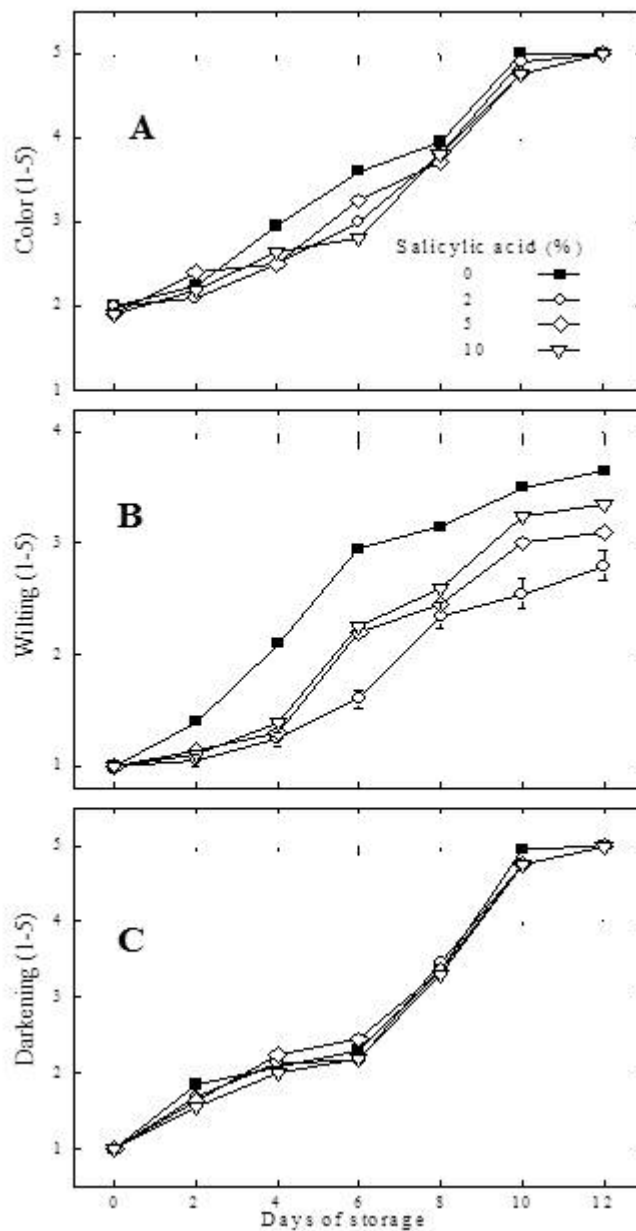 5
4
3
2
1
Color (1-5)
A
Salicylic acid (%)
0
2
5
10
4
3
2
1
Wilting (1-5)
B
5
4
3
2
1
Darkening (1-5)
C
0 2 4 6 8 10 12
Days of storage